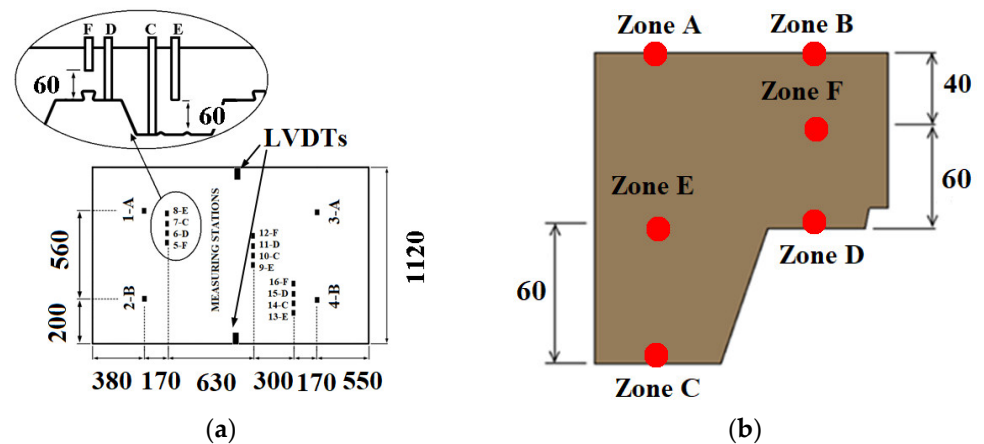 F D C E
60
60
LVDTs
1-A
8-E
7-C
6-D
5-F
MEASURING STATIONS
3-A
12-F
11-D
10-C
9-E
560
1120
2-B
16-F
15-D
14-C
13-E
4-B
200
380 170 630 300 170 550
(a)
Zone A Zone B
40
Zone F
60
Zone E
Zone D
60
Zone C
(b)